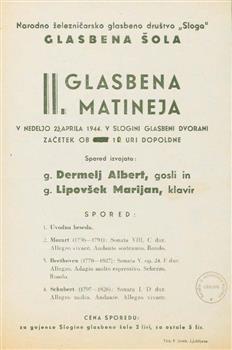 Narodno železničarsko glasbeno društvo „Sloga"
GLASBENA ŠOLA
II. GLASBENA
MATINEJA
V NEDELJO 23. APRILA 1944. V SLOGINI GLASBENI DVORANI
ZAČETEK OB 10 URI DOPOLDNE
Spored izvajata:
g. Dermelj Albert, gosli in
g. Lipovšek Marijan, klavir
SPORED:
1. Uvodna beseda.
2. Mozart (1756–1791): Sonata VIII. C dur.
Allegro vivace. Andante sostenuto. Rondo.
3. Beethoven (1770–1827): Sonata V. op. 24. F dur.
Allegro. Adagio molto espressivo. Scherzo.
Rondo.
4. Schubert (1797–1828): Sonata I. D dur.
Allegro molto. Andante. Allegro vivace.
CENA SPOREDU:
za gojence Slogine glasbene šole 2 liri, za ostale 5 lir.
Ljubljana